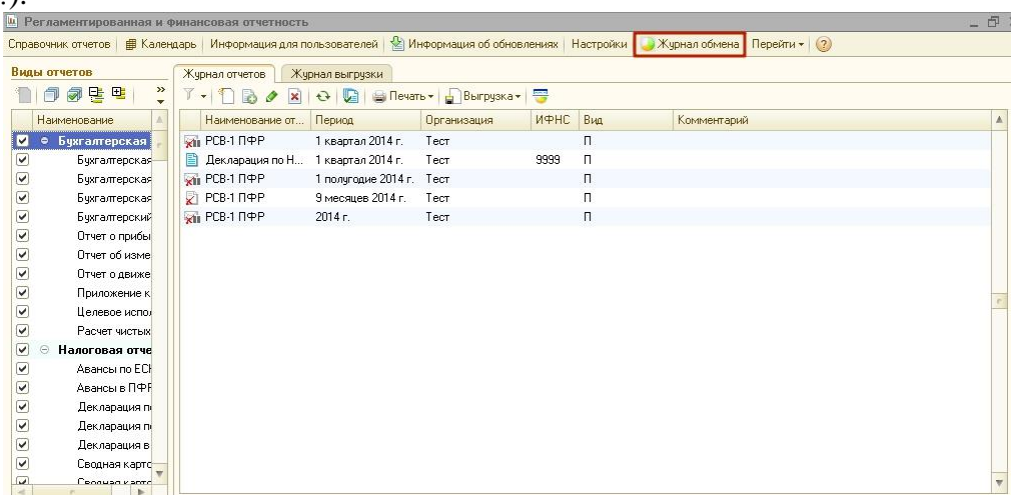 .).
Регламентированная и финансовая отчетность
Справочник отчетов Календарь Информация для пользователей Информация об обновлениях Настройки Журнал обмена Перейти
Виды отчетов
Журнал отчетов Журнал выгрузки
Печать Выгрузка
Наименование
Наименование от... Период Организация ИФНС Вид Комментарий
Бухгалтерская РСВ-1 ПФР 1 квартал 2014 г. Тест П
Бухгалтерская Декларация по Н... 1 квартал 2014 г. Тест 9999 П
Бухгалтерская РСВ-1 ПФР 1 полугодие 2014 г. Тест П
Бухгалтерская РСВ-1 ПФР 9 месяцев 2014 г. Тест П
Бухгалтерский РСВ-1 ПФР 2014 г. Тест П
Отчет о прибы
Отчет об изме
Отчет о движе
Приложение к
Целевое испол
Расчет чистых
Налоговая отче
Авансы по ЕСН
Авансы в ПФР
Декларация по
Декларация по
Декларация в
Сводная карто
Сводная карто